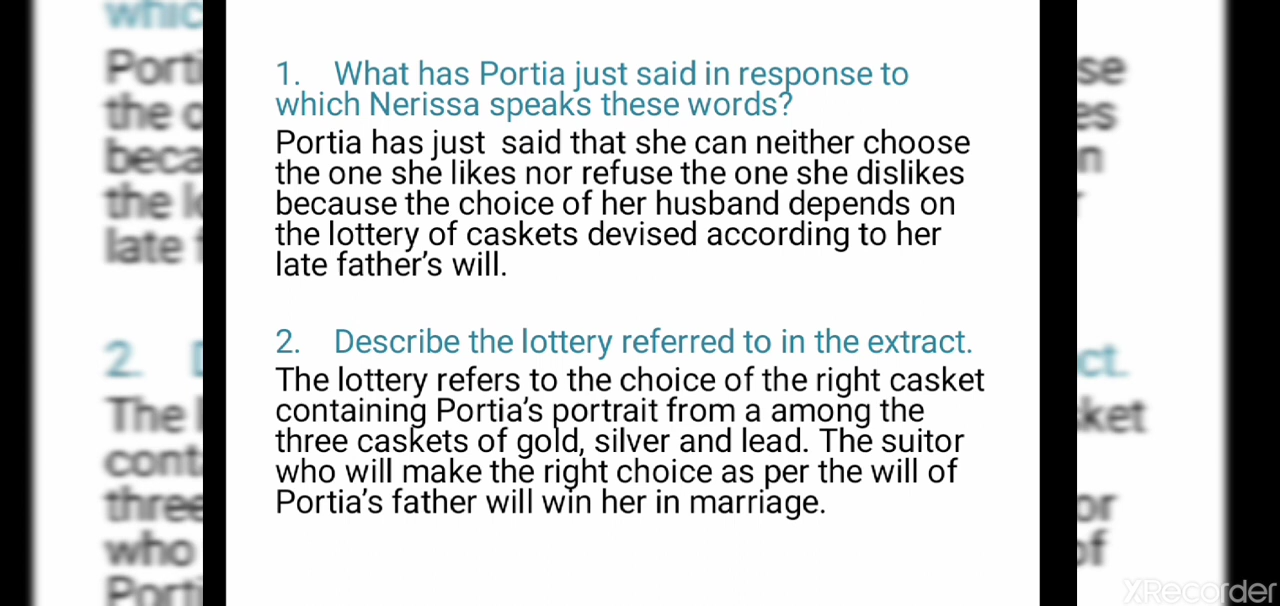 1. What has Portia just said in response to
which Nerissa speaks these words?
Portia has just said that she can neither choose
the one she likes nor refuse the one she dislikes
because the choice of her husband depends on
the lottery of caskets devised according to her
late father's will.
2. Describe the lottery referred to in the extract.
The lottery refers to the choice of the right casket
containing Portia's portrait from a among the
three caskets of gold, silver and lead. The suitor
who will make the right choice as per the will of
Portia's father will win her in marriage.
XRecorder